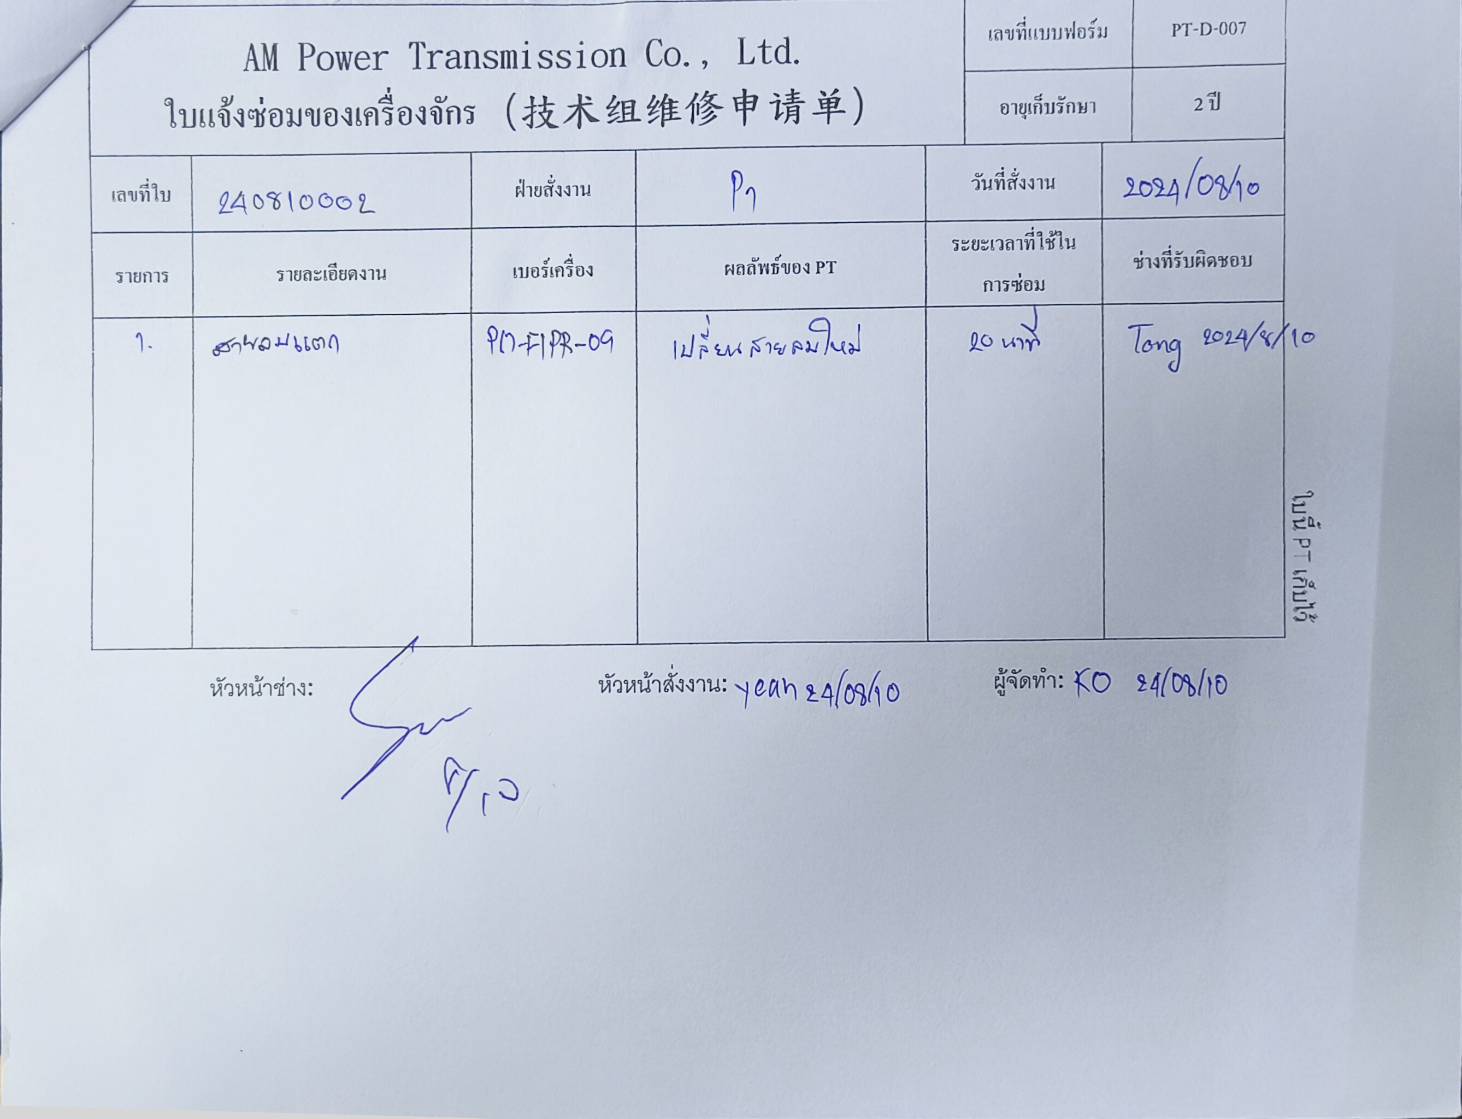 AM Power Transmission Co., Ltd.
ใบแจ้งซ่อมของเครื่องจักร (技术组维修申请单)
เลขที่แบบฟอร์ม PT-D-007
อายุเก็บรักษา 2 ปี
เลขที่ใบ 240810002 ฝ่ายสั่งงาน P1 วันที่สั่งงาน 2024/08/10
รายการ รายละเอียดงาน เบอร์เครื่อง ผลลัพธ์ของ PT ระยะเวลาที่ใช้ในการซ่อม ช่างที่รับผิดชอบ
1. สายลมแตก เปลี่ยนสายลมใหม่ 20 นาที Tong 2024/8/10
ใบนี้ PT เก็บไว้
หัวหน้าช่าง: หัวหน้าสั่งงาน: yean 24/08/10 ผู้จัดทำ: KO 24/08/10
8/10